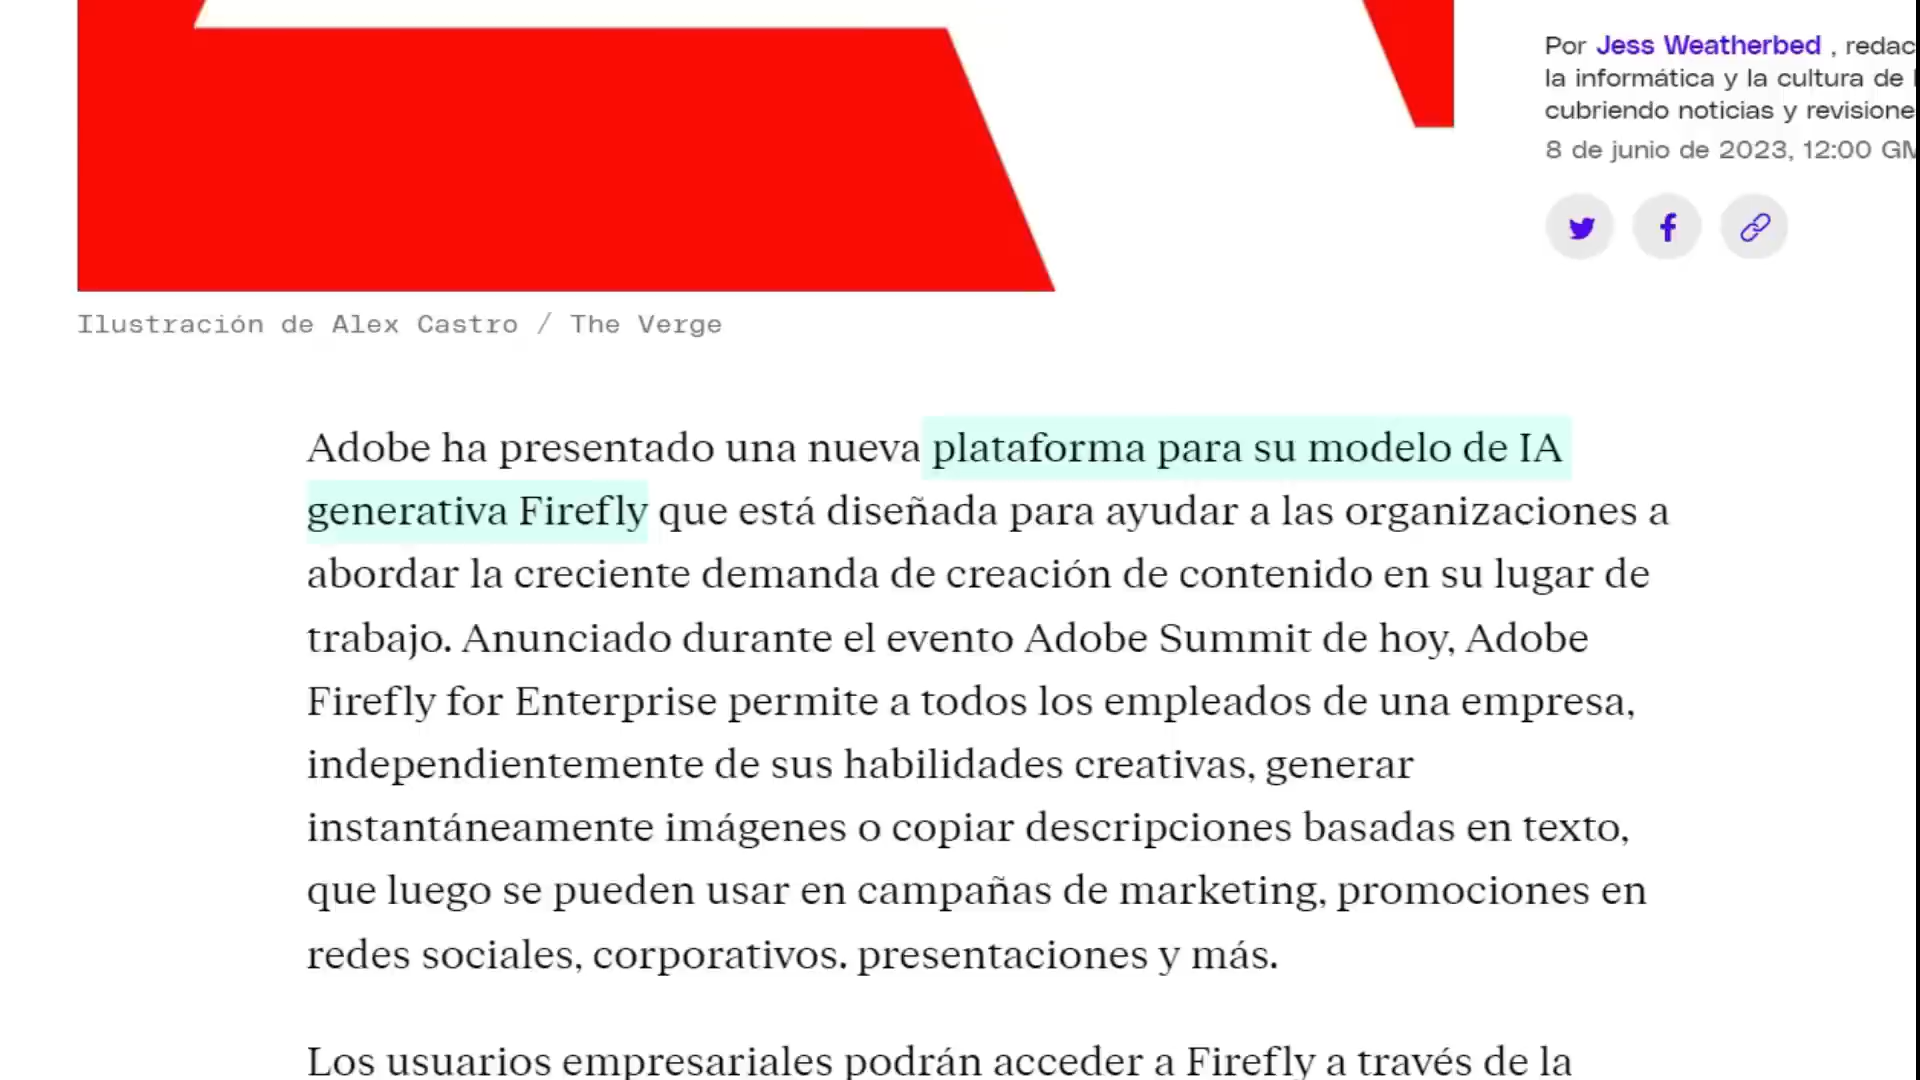 Por Jess Weatherbed , redac
la informática y la cultura de
cubriendo noticias y revisione
8 de junio de 2023, 12:00 GM
Ilustración de Alex Castro / The Verge
Adobe ha presentado una nueva plataforma para su modelo de IA
generativa Firefly que está diseñada para ayudar a las organizaciones a
abordar la creciente demanda de creación de contenido en su lugar de
trabajo. Anunciado durante el evento Adobe Summit de hoy, Adobe
Firefly for Enterprise permite a todos los empleados de una empresa,
independientemente de sus habilidades creativas, generar
instantáneamente imágenes o copiar descripciones basadas en texto,
que luego se pueden usar en campañas de marketing, promociones en
redes sociales, corporativos. presentaciones y más.
Los usuarios empresariales podrán acceder a Firefly a través de la